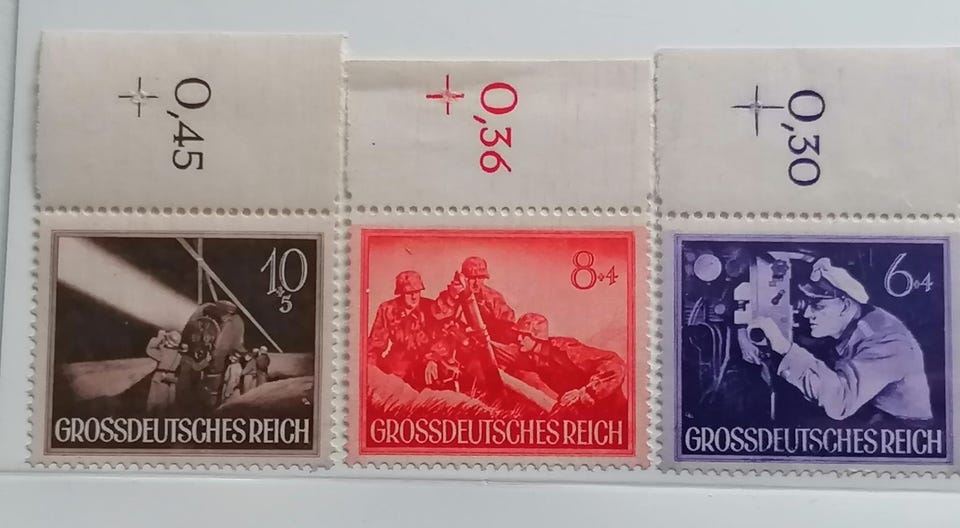 0,45
0,36
0,30
10+5
GROSSDEUTSCHES REICH
8+4
GROSSDEUTSCHES REICH
6+4
GROSSDEUTSCHES REICH